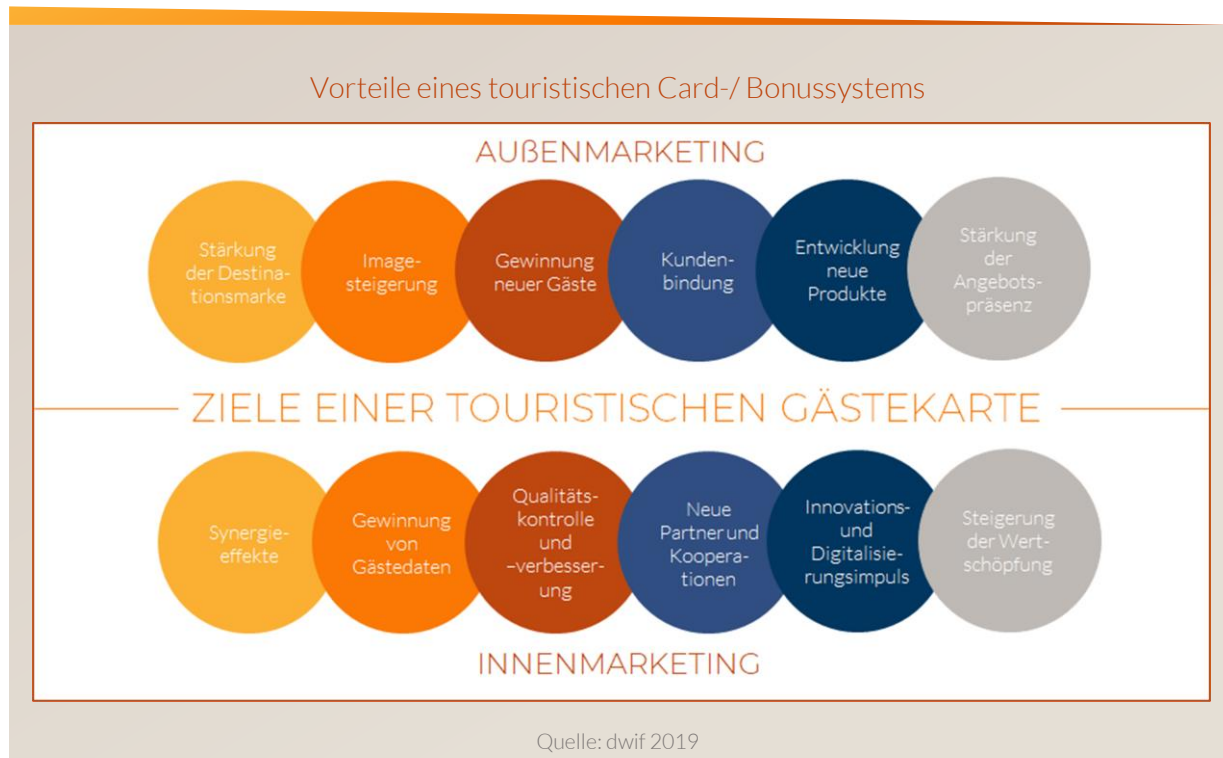 Vorteile eines touristischen Card-/ Bonussystems
AUßENMARKETING
Stärkung
der Destina-
tionsmarke
Image-
steigerung
Gewinnung
neuer Gäste
Kunden-
bindung
Entwicklung
neue
Produkte
Stärkung
der
Angebots-
präsenz
ZIELE EINER TOURISTISCHEN GÄSTEKARTE
Synergie-
effekte
Gewinnung
von
Gästedaten
Qualitäts-
kontrolle
und
–verbesser-
ung
Neue
Partner und
Koopera-
tionen
Innovations-
und
Digitalisie-
rungsimpuls
Steigerung
der Wert-
schöpfung
INNENMARKETING
Quelle: dwif 2019